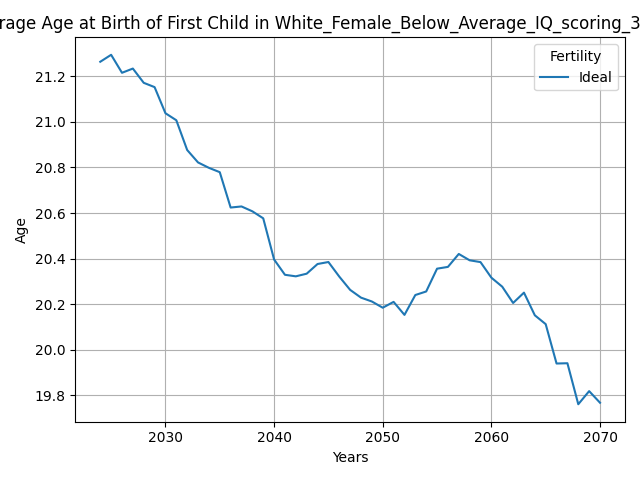 rage Age at Birth of First Child in White_Female_Below_Average_IQ_scoring_3
Fertility
Ideal
Age
21.2
21.0
20.8
20.6
20.4
20.2
20.0
19.8
2030 2040 2050 2060 2070
Years